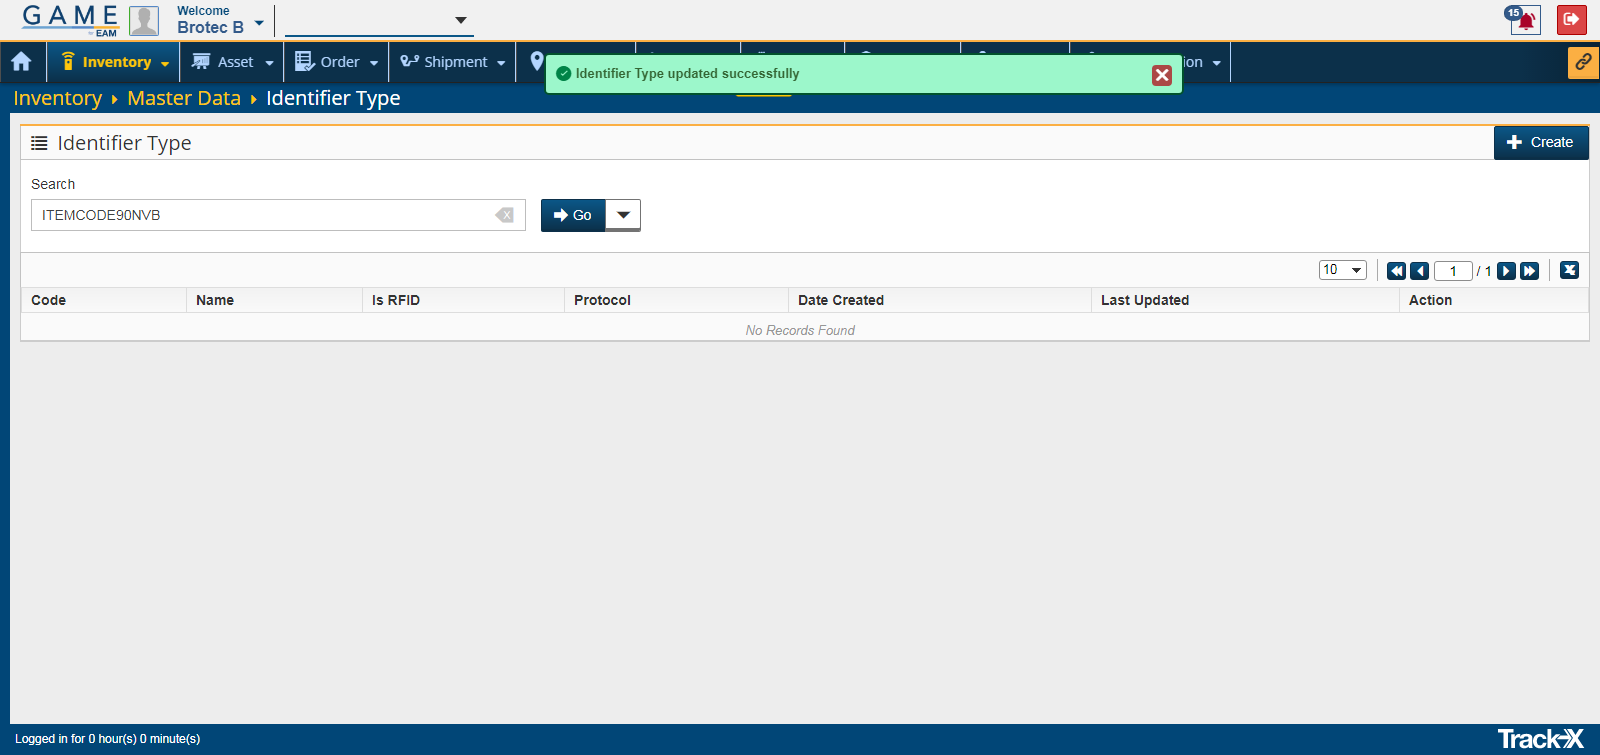 GAME
by EAM
Welcome
Brotec B
15
Inventory
Asset
Order
Shipment
ion
Identifier Type updated successfully
Inventory Master Data Identifier Type
Identifier Type
Create
Search
ITEMCODE90NVB
X
Go
10
1 / 1
Code Name Is RFID Protocol Date Created Last Updated Action
No Records Found
Logged in for 0 hour(s) 0 minute(s)
Track-X